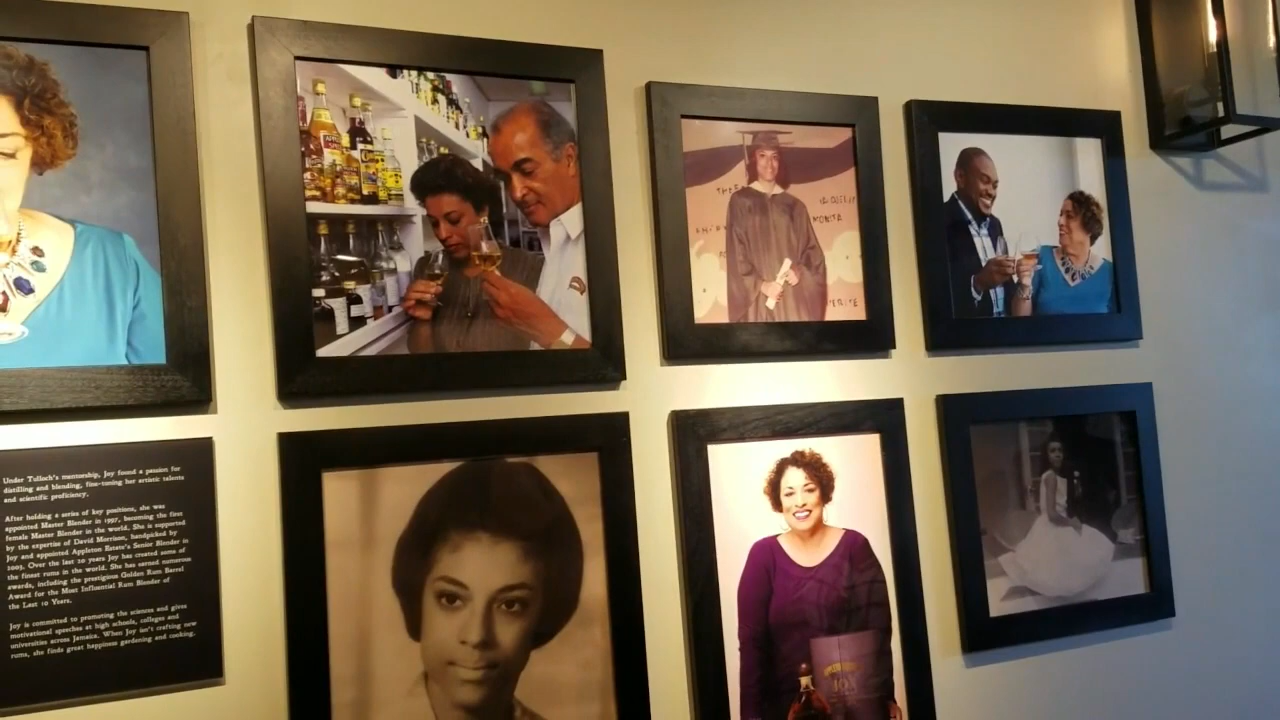 Under Tulloch's mentorship, Joy found a passion for
distilling and blending, fine-tuning her artistic talents
and scientific proficiency.
After holding a series of key positions, she was
appointed Master Blender in 1997, becoming the first
female Master Blender in the world. She is supported
by the expertise of David Morrison, handpicked by
Joy and appointed Appleton Estate's Senior Blender in
2003. Over the last 20 years Joy has created some of
the finest rums in the world. She has earned numerous
awards, including the prestigious Golden Rum Barrel
Award for the Most Influential Rum Blender of
the Last 10 Years.
Joy is committed to promoting the sciences and gives
motivational speeches at high schools, colleges and
universities across Jamaica. When Joy isn't crafting new
rums, she finds great happiness gardening and cooking.
JOY